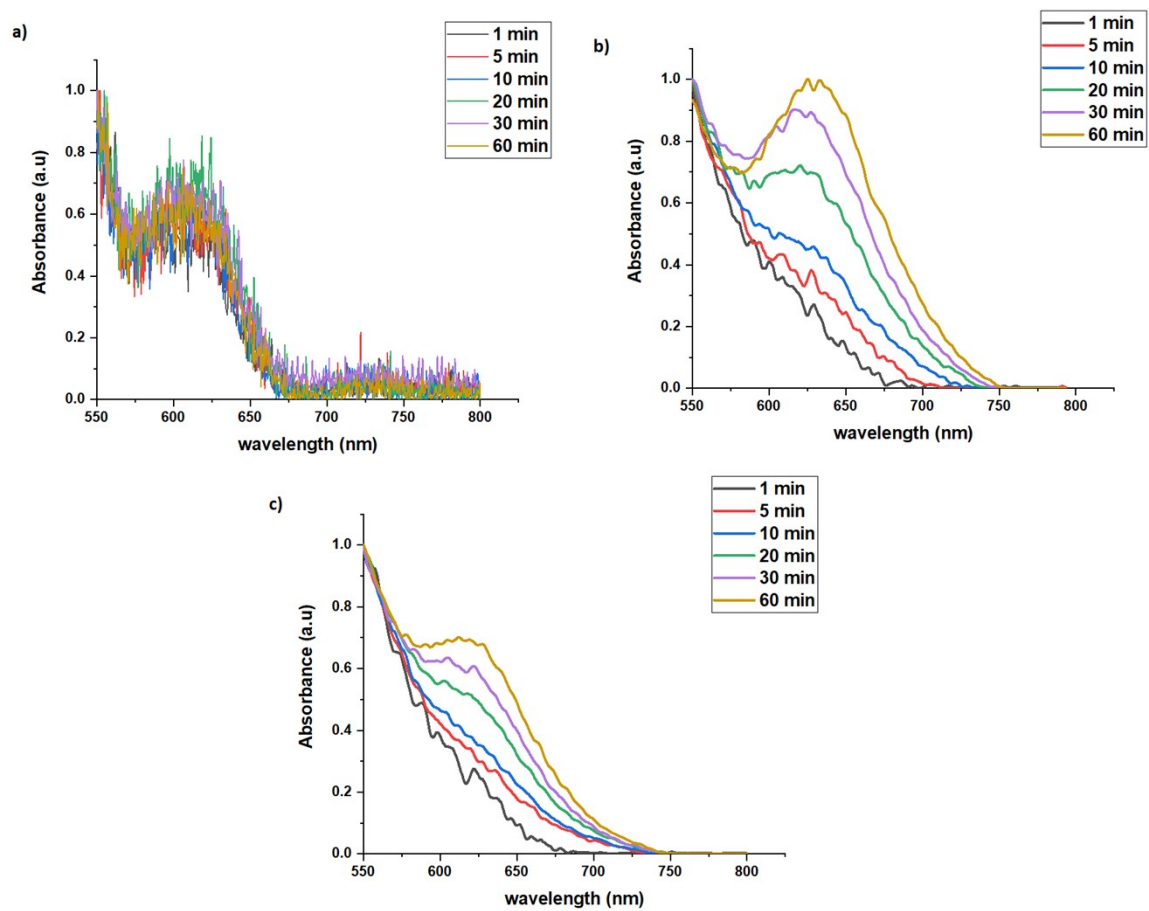 a)
1 min
5 min
10 min
20 min
30 min
60 min
1.0
0.8
0.6
0.4
0.2
0.0
Absorbance (a.u)
550 600 650 700 750 800
wavelength (nm)
b)
1 min
5 min
10 min
20 min
30 min
60 min
1.0
0.8
0.6
0.4
0.2
0.0
Absorbance (a.u)
550 600 650 700 750 800
wavelength (nm)
c)
1 min
5 min
10 min
20 min
30 min
60 min
1.0
0.8
0.6
0.4
0.2
0.0
Absorbance (a.u)
550 600 650 700 750 800
wavelength (nm)